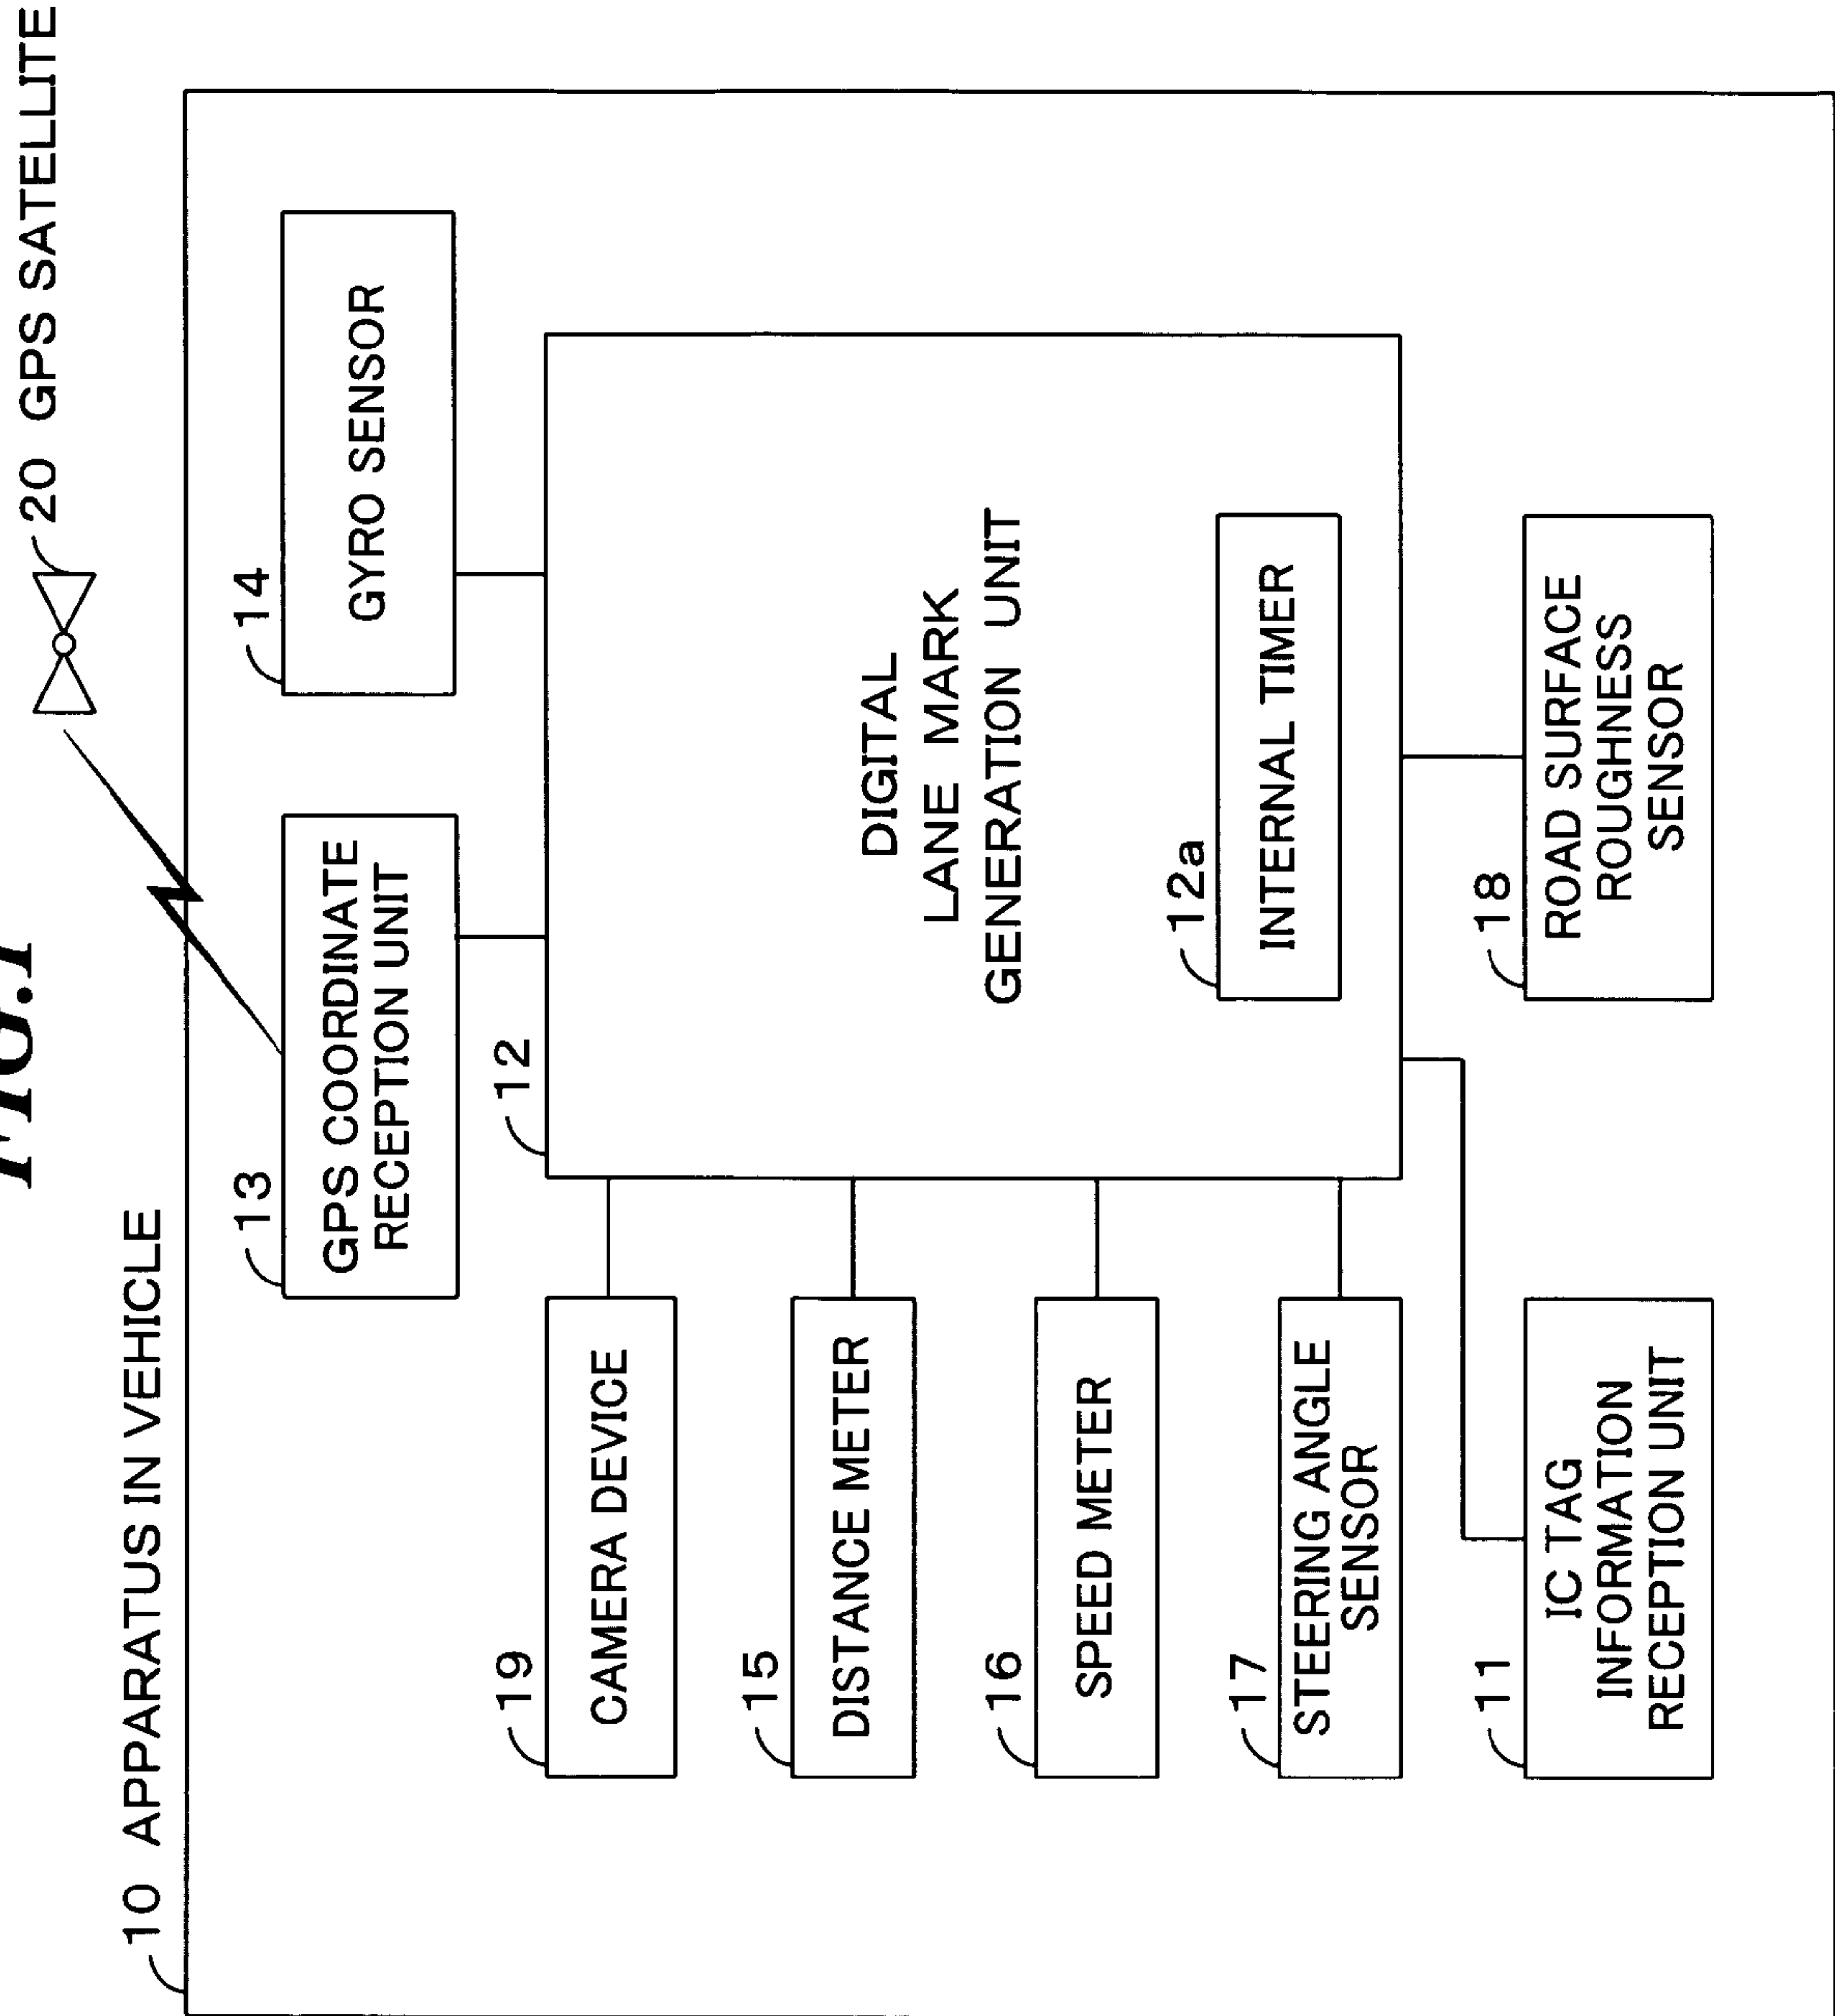 FIG.1
20 GPS SATELLITE
10 APPARATUS IN VEHICLE
13
GPS COORDINATE
RECEPTION UNIT
14
GYRO SENSOR
12
DIGITAL
LANE MARK
GENERATION UNIT
12a
INTERNAL TIMER
19
CAMERA DEVICE
15
DISTANCE METER
16
SPEED METER
17
STEERING ANGLE
SENSOR
11
IC TAG
INFORMATION
RECEPTION UNIT
18
ROAD SURFACE
ROUGHNESS
SENSOR